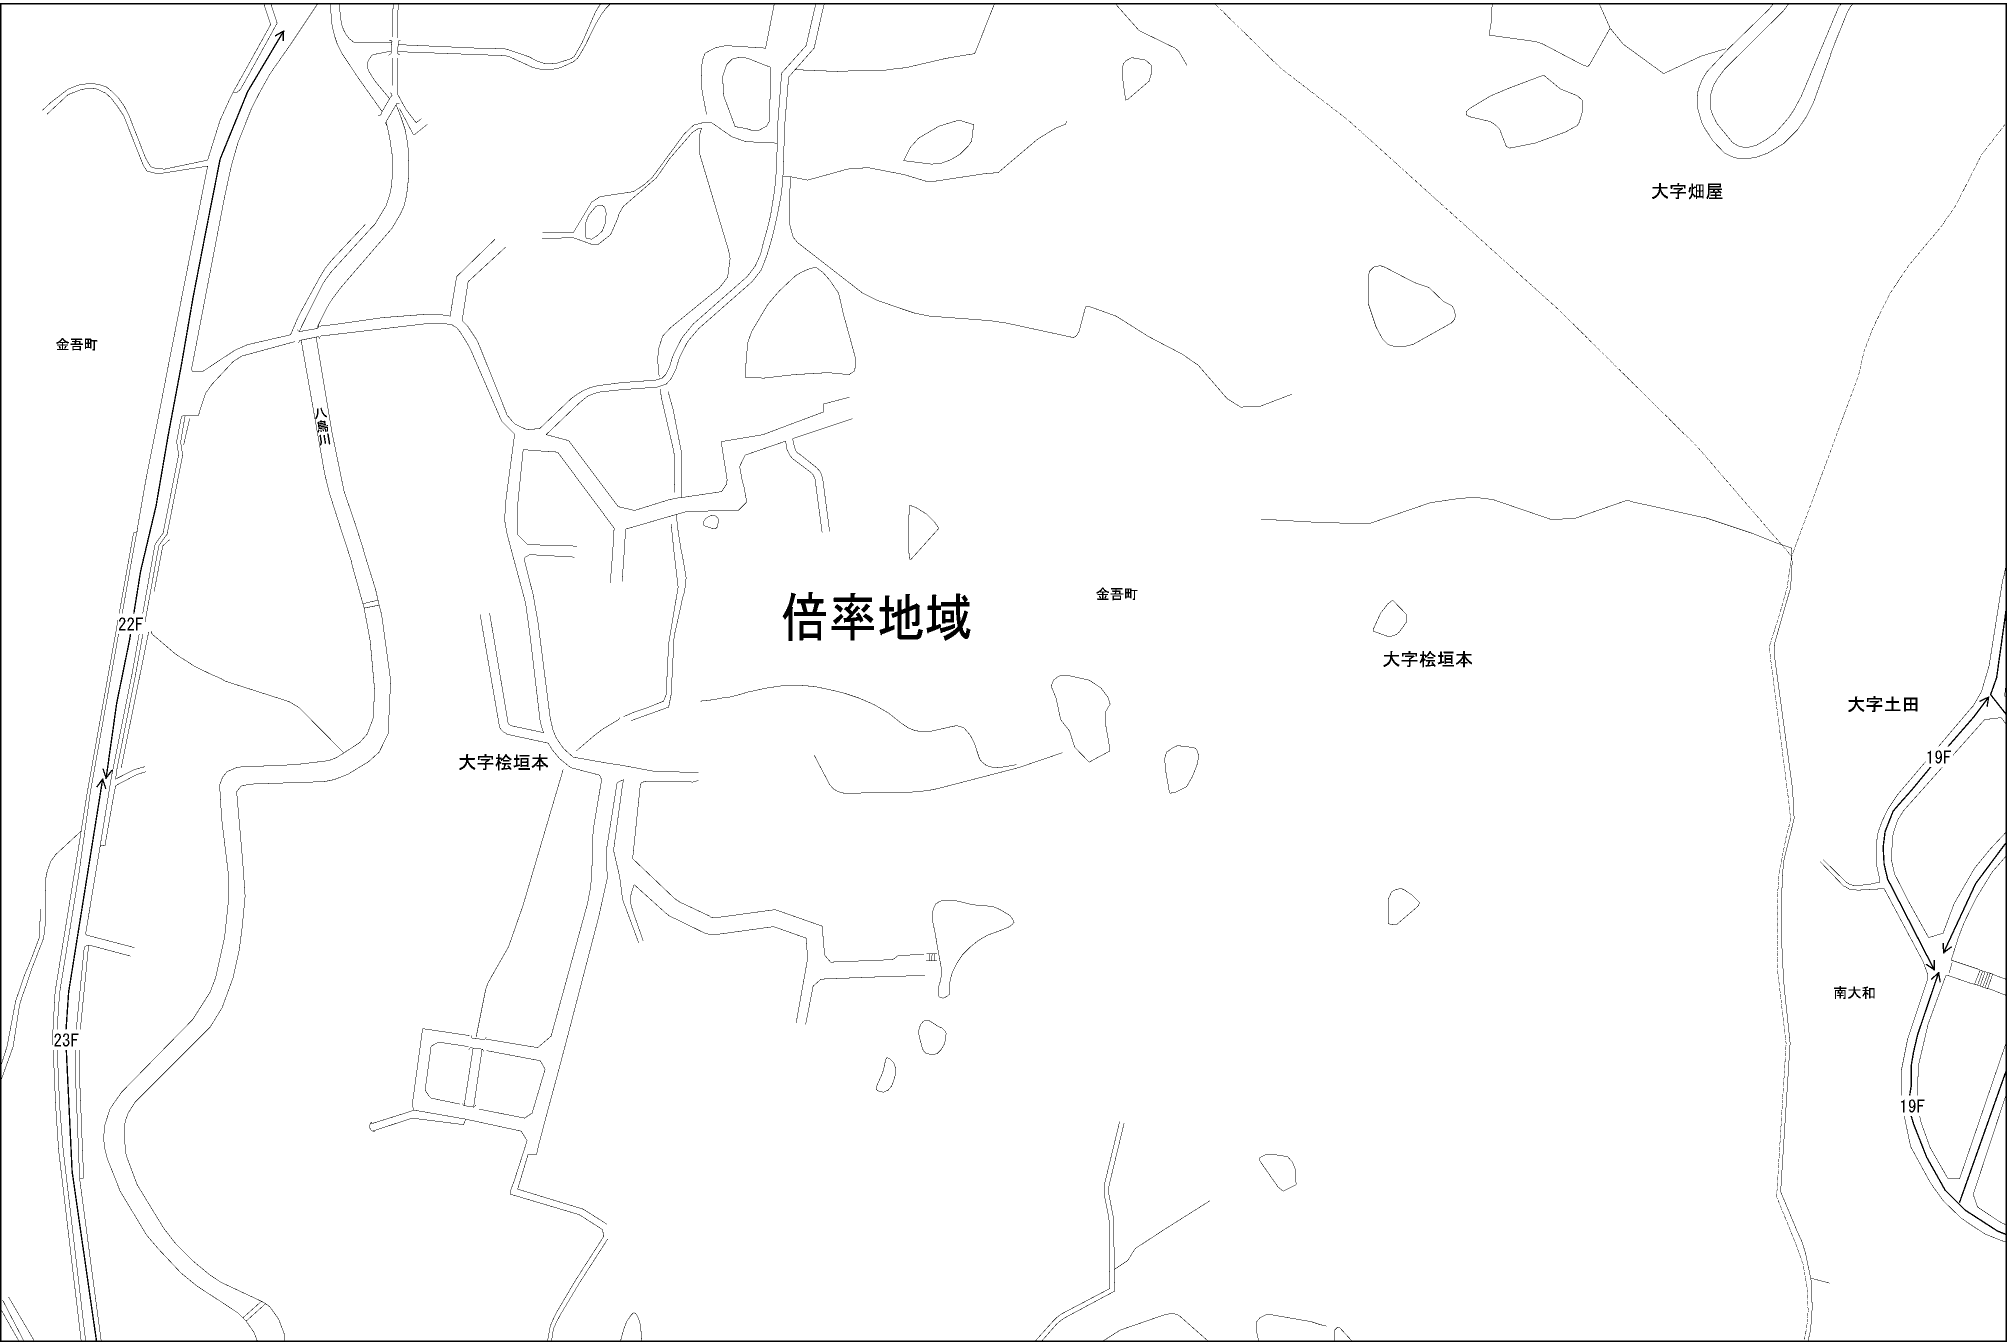 大字畑屋
金吾町
八鳥川
倍率地域
金吾町
22F
大字桧垣本
大字土田
19F
大字桧垣本
南大和
23F
19F